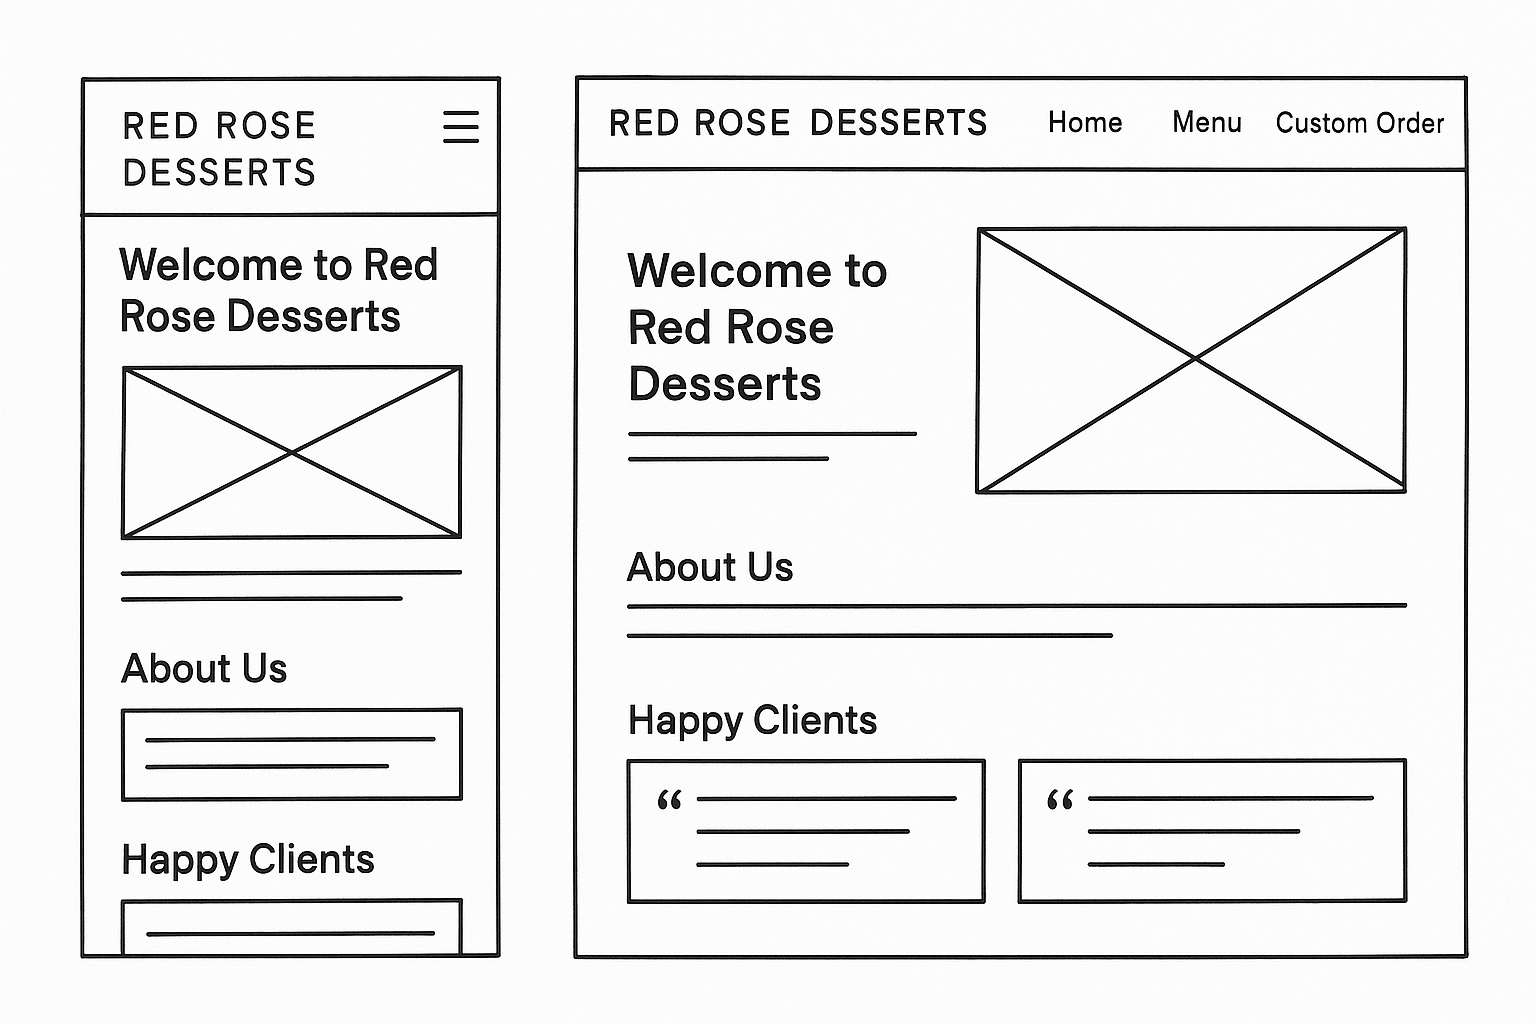 RED ROSE
DESSERTS
Welcome to Red
Rose Desserts
About Us
Happy Clients
RED ROSE DESSERTS Home Menu Custom Order
Welcome to
Red Rose
Desserts
About Us
Happy Clients
“ “